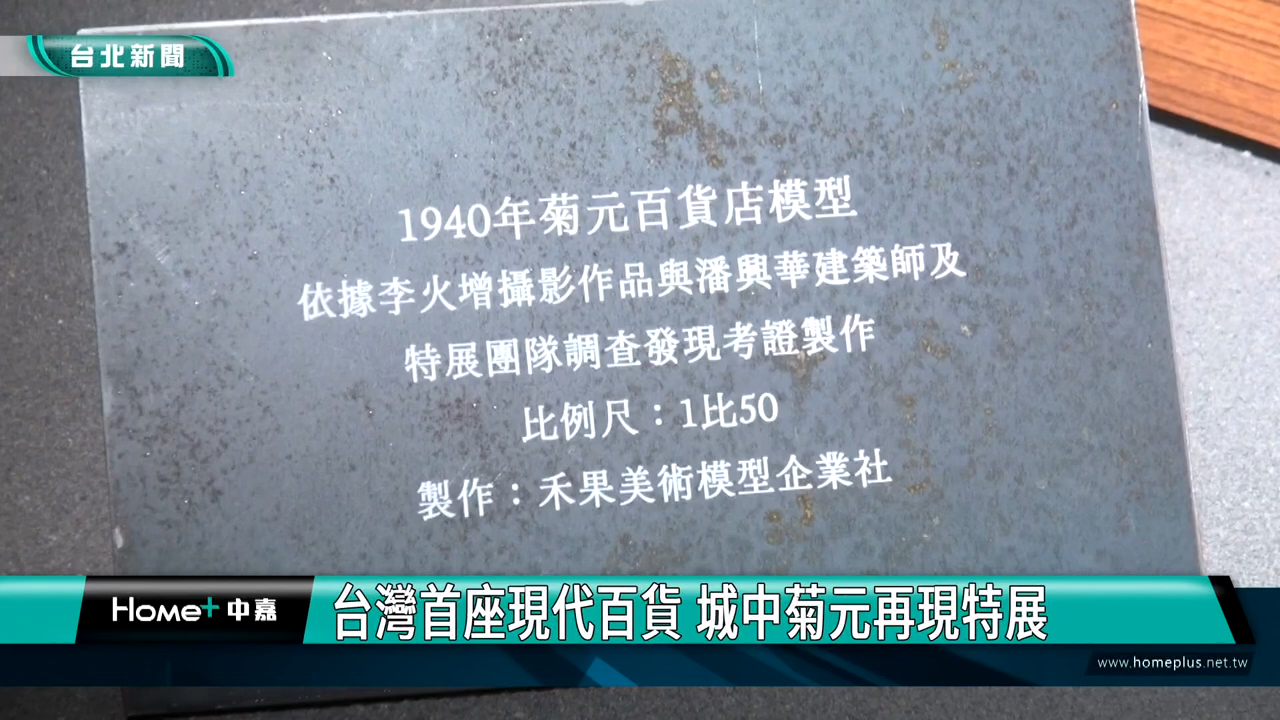 台北新聞
1940年菊元百貨店模型
依據李火增攝影作品與潘興華建築師及
特展團隊調查發現考證製作
比例尺：1比50
製作：禾果美術模型企業社
Home+中嘉
台灣首座現代百貨 城中菊元再現特展
www.homeplus.net.tw